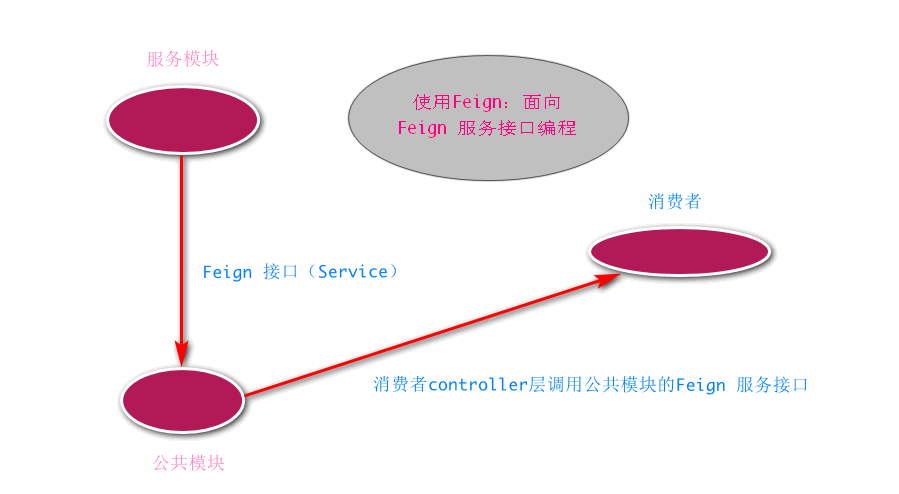 服务模块
使用Feign: 面向
Feign 服务接口编程
消费者
Feign 接口（Service）
消费者controller层调用公共模块的Feign 服务接口
公共模块